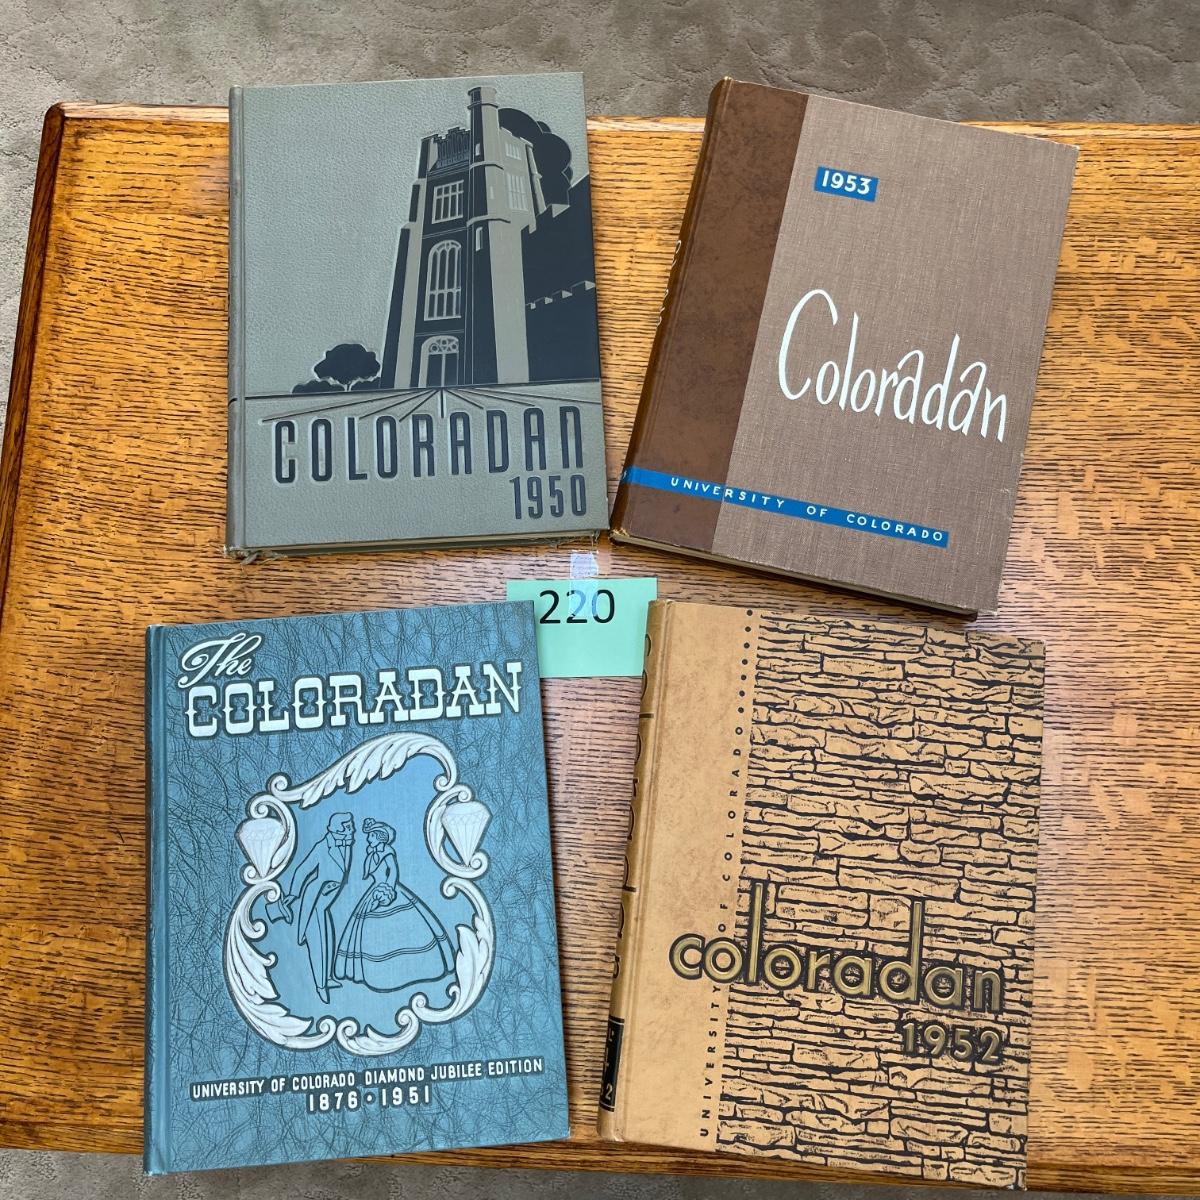 COLORADAN
1950
1953
Coloradan
UNIVERSITY OF COLORADO
220
The
COLORADAN
UNIVERSITY OF COLORADO DIAMOND JUBILEE EDITION
1876 • 1951
UNIVERSITY OF COLORADO
coloradan
1952